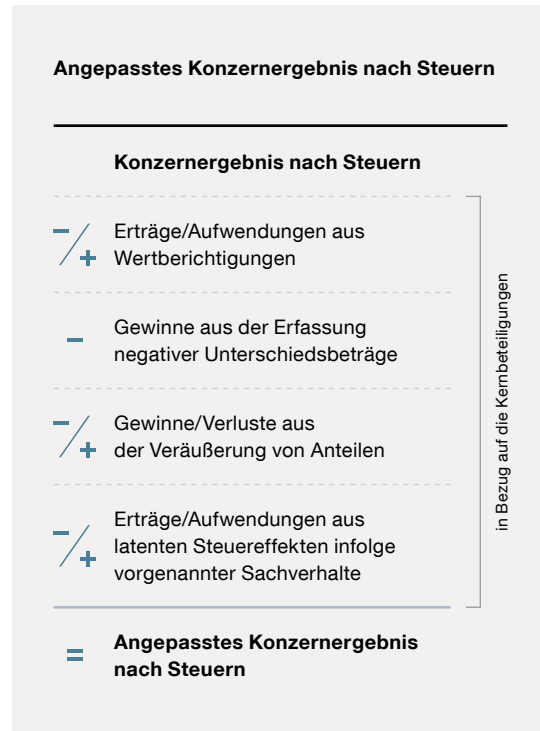 Angepasstes Konzernergebnis nach Steuern
Konzernergebnis nach Steuern
−/+ Erträge/Aufwendungen aus
Wertberichtigungen
− Gewinne aus der Erfassung
negativer Unterschiedsbeträge
−/+ Gewinne/Verluste aus
der Veräußerung von Anteilen
−/+ Erträge/Aufwendungen aus
latenten Steuereffekten infolge
vorgenannter Sachverhalte
= Angepasstes Konzernergebnis
nach Steuern
in Bezug auf die Kernbeteiligungen